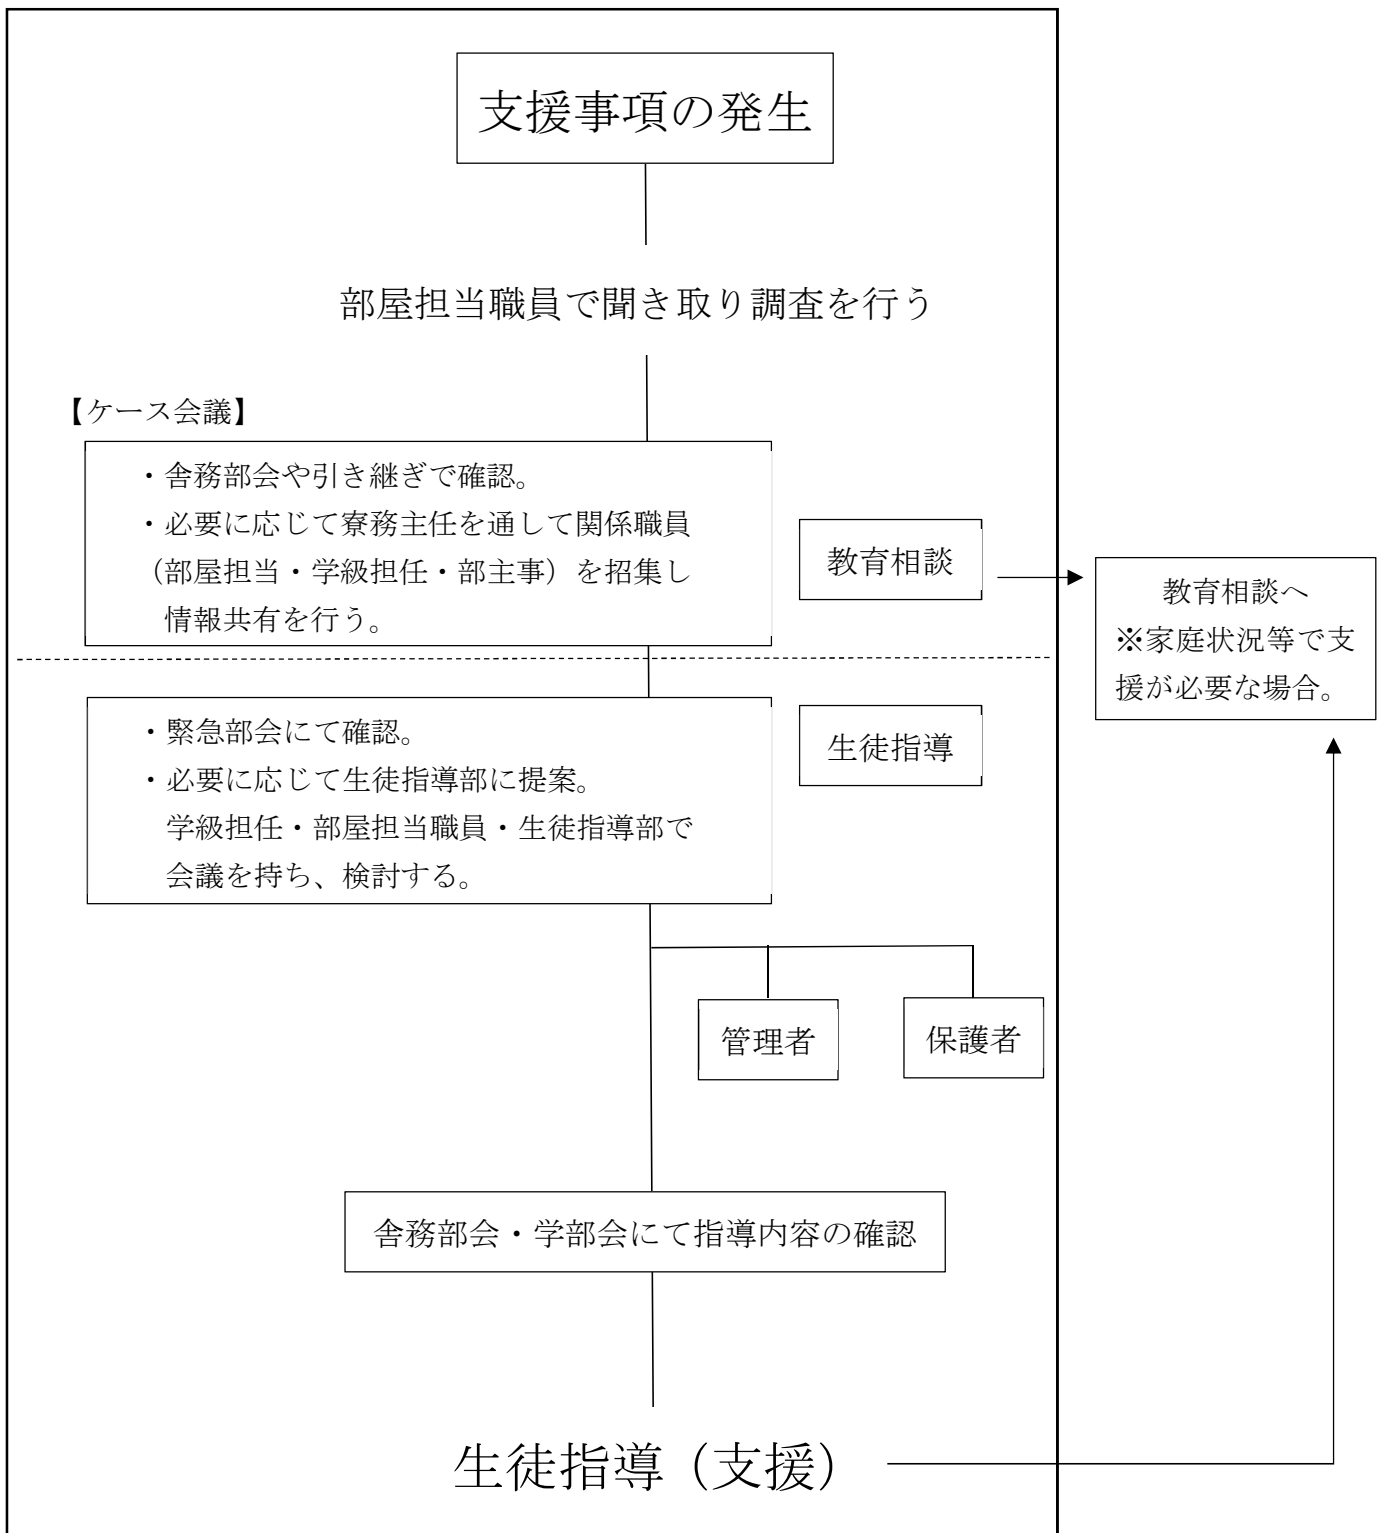 支援事項の発生
部屋担当職員で聞き取り調査を行う
【ケース会議】
・舎務部会や引き継ぎで確認。
・必要に応じて寮務主任を通して関係職員
（部屋担当・学級担任・部主事）を招集し
情報共有を行う。
教育相談
教育相談へ
※家庭状況等で支
援が必要な場合。
・緊急部会にて確認。
・必要に応じて生徒指導部に提案。
学級担任・部屋担当職員・生徒指導部で
会議を持ち、検討する。
生徒指導
管理者
保護者
舎務部会・学部会にて指導内容の確認
生徒指導（支援）